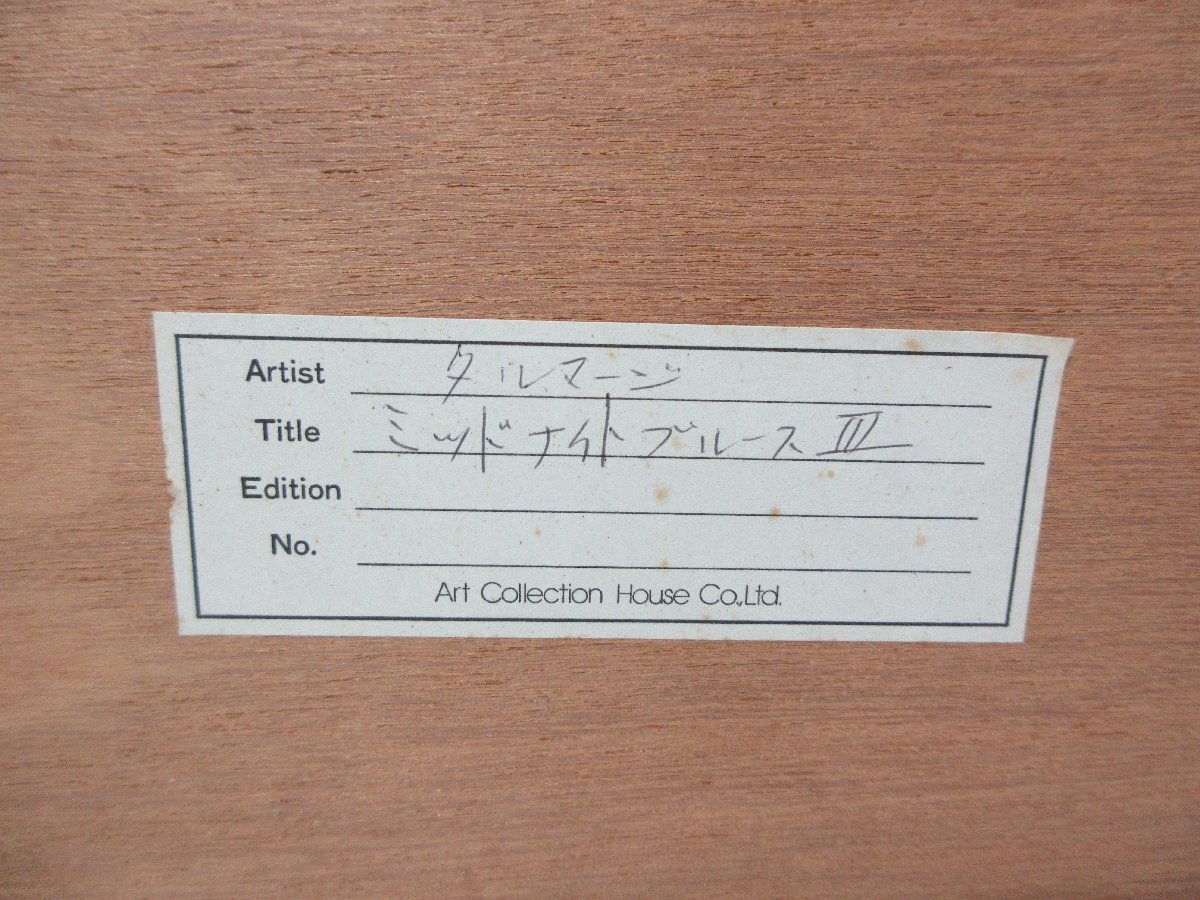 Artist タルマージ
Title ミッドナイトブルースⅢ
Edition
No.
Art Collection House Co.,Ltd.